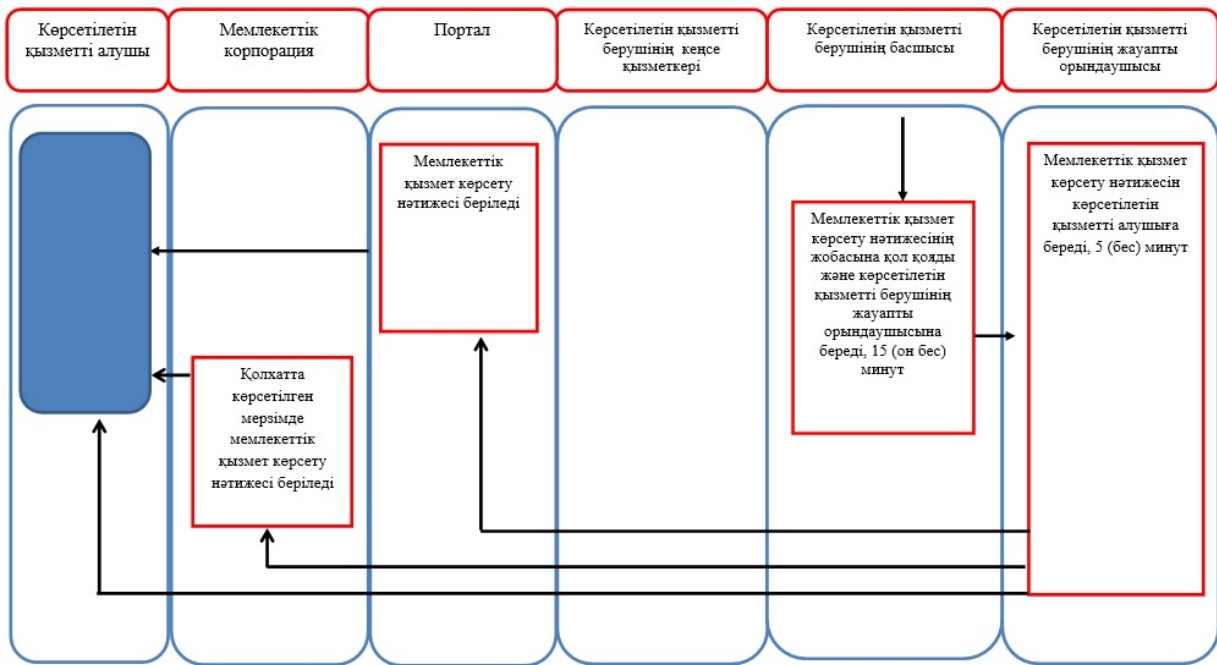 Көрсетілетін
қызметті алушы
Мемлекеттік
корпорация
Портал
Көрсетілетін қызметті
берушінің кеңсе
қызметкері
Көрсетілетін қызметті
берушінің басшысы
Көрсетілетін қызметті
берушінің жауапты
орындаушысы
Мемлекеттік
қызмет көрсету
нәтижесі беріледі
Мемлекеттік қызмет
көрсету нәтижесін
көрсетілетін
қызметті алушыға
береді, 5 (бес) минут
Мемлекеттік қызмет
көрсету нәтижесінің
жобасына қол қояды
және көрсетілетін
қызметті берушінің
жауапты
орындаушысына
береді, 15 (он бес)
минут
Қолхатта
көрсетілген
мерзімде
мемлекеттік
қызмет көрсету
нәтижесі беріледі